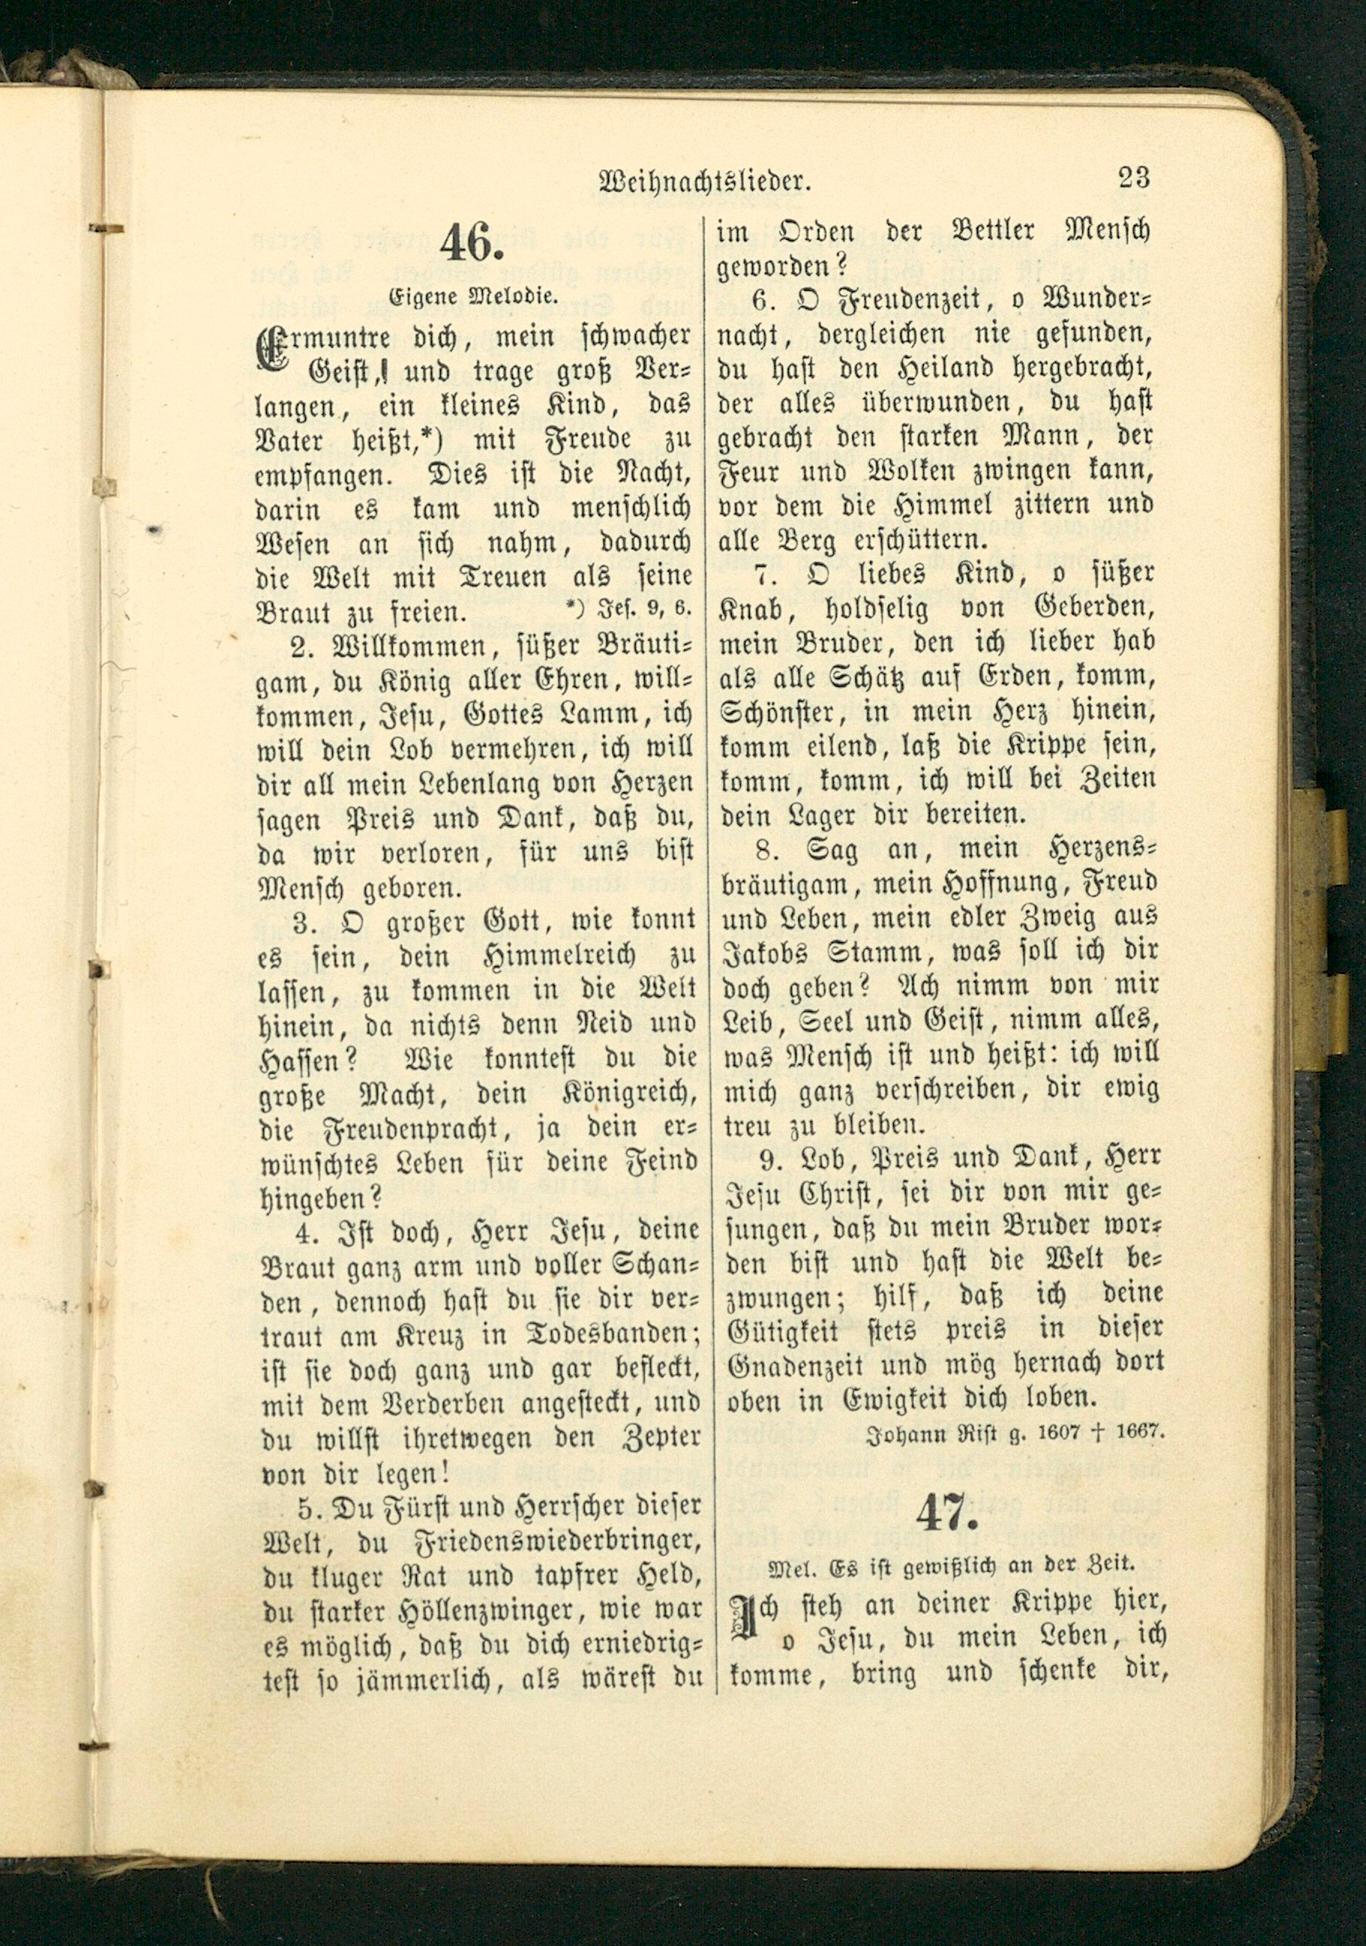 Weihnachtslieder.
23
46.
Eigene Melodie.
Ermuntre dich, mein schwacher
Geist, und trage groß Ver-
langen, ein kleines Kind, das
Vater heißt,*) mit Freude zu
empfangen. Dies ist die Nacht,
darin es kam und menschlich
Wesen an sich nahm, dadurch
die Welt mit Treuen als seine
Braut zu freien. *) Jes. 9, 6.
2. Willkommen, süßer Bräuti-
gam, du König aller Ehren, will-
kommen, Jesu, Gottes Lamm, ich
will dein Lob vermehren, ich will
dir all mein Lebenlang von Herzen
sagen Preis und Dank, daß du,
da wir verloren, für uns bist
Mensch geboren.
3. O großer Gott, wie konnt
es sein, dein Himmelreich zu
lassen, zu kommen in die Welt
hinein, da nichts denn Neid und
Hassen? Wie konntest du die
große Macht, dein Königreich,
die Freudenpracht, ja dein er-
wünschtes Leben für deine Feind
hingeben?
4. Ist doch, Herr Jesu, deine
Braut ganz arm und voller Schan-
den, dennoch hast du sie dir ver-
traut am Kreuz in Todesbanden;
ist sie doch ganz und gar befleckt,
mit dem Verderben angesteckt, und
du willst ihretwegen den Zepter
von dir legen!
5. Du Fürst und Herrscher dieser
Welt, du Friedenswiederbringer,
du kluger Rat und tapfrer Held,
du starker Höllenzwinger, wie war
es möglich, daß du dich erniedrig-
test so jämmerlich, als wärest du
im Orden der Bettler Mensch
geworden?
6. O Freudenzeit, o Wunder-
nacht, dergleichen nie gefunden,
du hast den Heiland hergebracht,
der alles überwunden, du hast
gebracht den starken Mann, der
Feur und Wolken zwingen kann,
vor dem die Himmel zittern und
alle Berg erschüttern.
7. O liebes Kind, o süßer
Knab, holdselig von Geberden,
mein Bruder, den ich lieber hab
als alle Schätz auf Erden, komm,
Schönster, in mein Herz hinein,
komm eilend, laß die Krippe sein,
komm, komm, ich will bei Zeiten
dein Lager dir bereiten.
8. Sag an, mein Herzens-
bräutigam, mein Hoffnung, Freud
und Leben, mein edler Zweig aus
Jakobs Stamm, was soll ich dir
doch geben? Ach nimm von mir
Leib, Seel und Geist, nimm alles,
was Mensch ist und heißt: ich will
mich ganz verschreiben, dir ewig
treu zu bleiben.
9. Lob, Preis und Dank, Herr
Jesu Christ, sei dir von mir ge-
sungen, daß du mein Bruder wor-
den bist und hast die Welt be-
zwungen; hilf, daß ich deine
Gütigkeit stets preis in dieser
Gnadenzeit und mög hernach dort
oben in Ewigkeit dich loben.
Johann Rist g. 1607 † 1667.
47.
Mel. Es ist gewißlich an der Zeit.
Ich steh an deiner Krippe hier,
o Jesu, du mein Leben, ich
komme, bring und schenke dir,